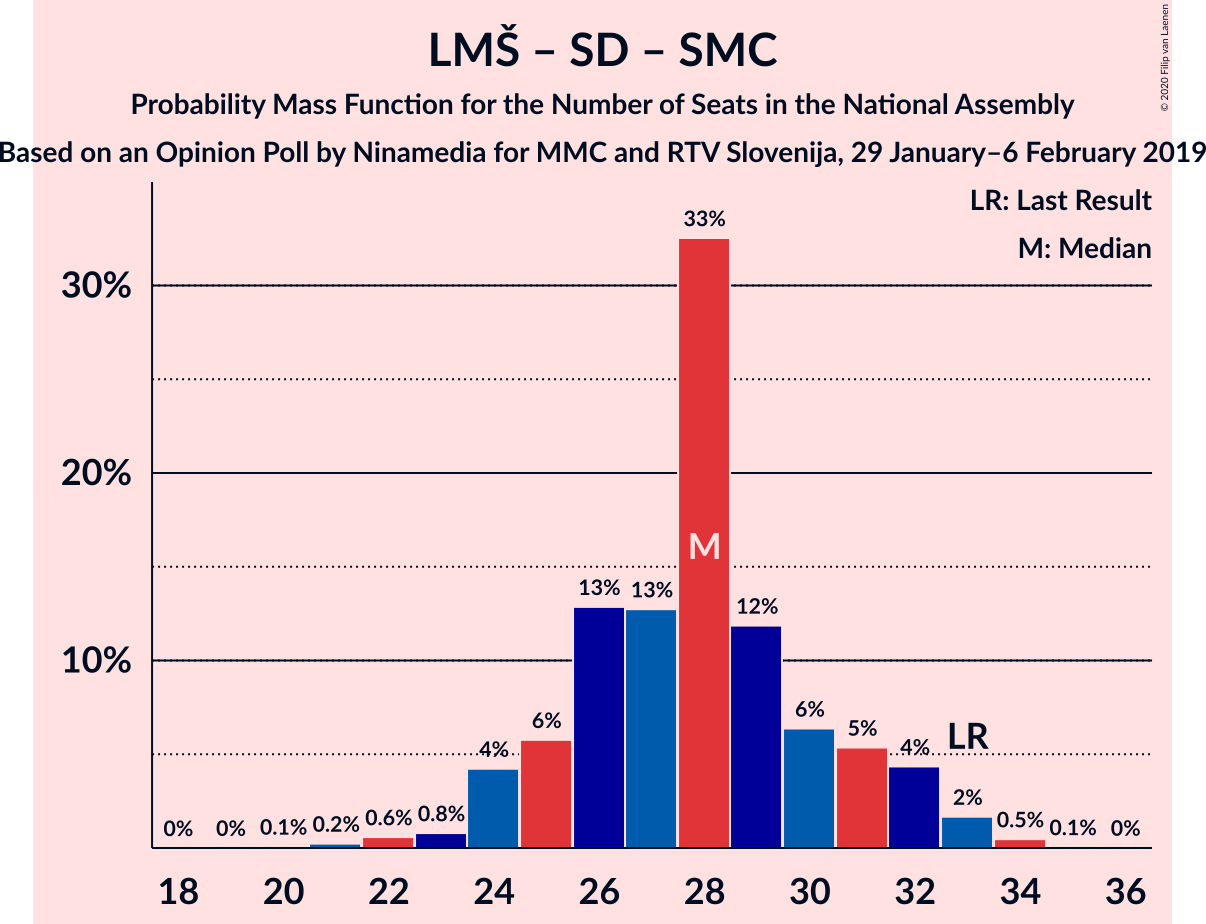 LMŠ – SD – SMC
Probability Mass Function for the Number of Seats in the National Assembly
Based on an Opinion Poll by Ninamedia for MMC and RTV Slovenija, 29 January–6 February 2019
© 2020 Filip van Laenen
LR: Last Result
M: Median
30%
20%
10%
0% 0% 0.1% 0.2% 0.6% 0.8% 4% 6% 13% 13% 33% 12% 6% 5% 4% 2% 0.5% 0.1% 0%
M
LR
18 20 22 24 26 28 30 32 34 36